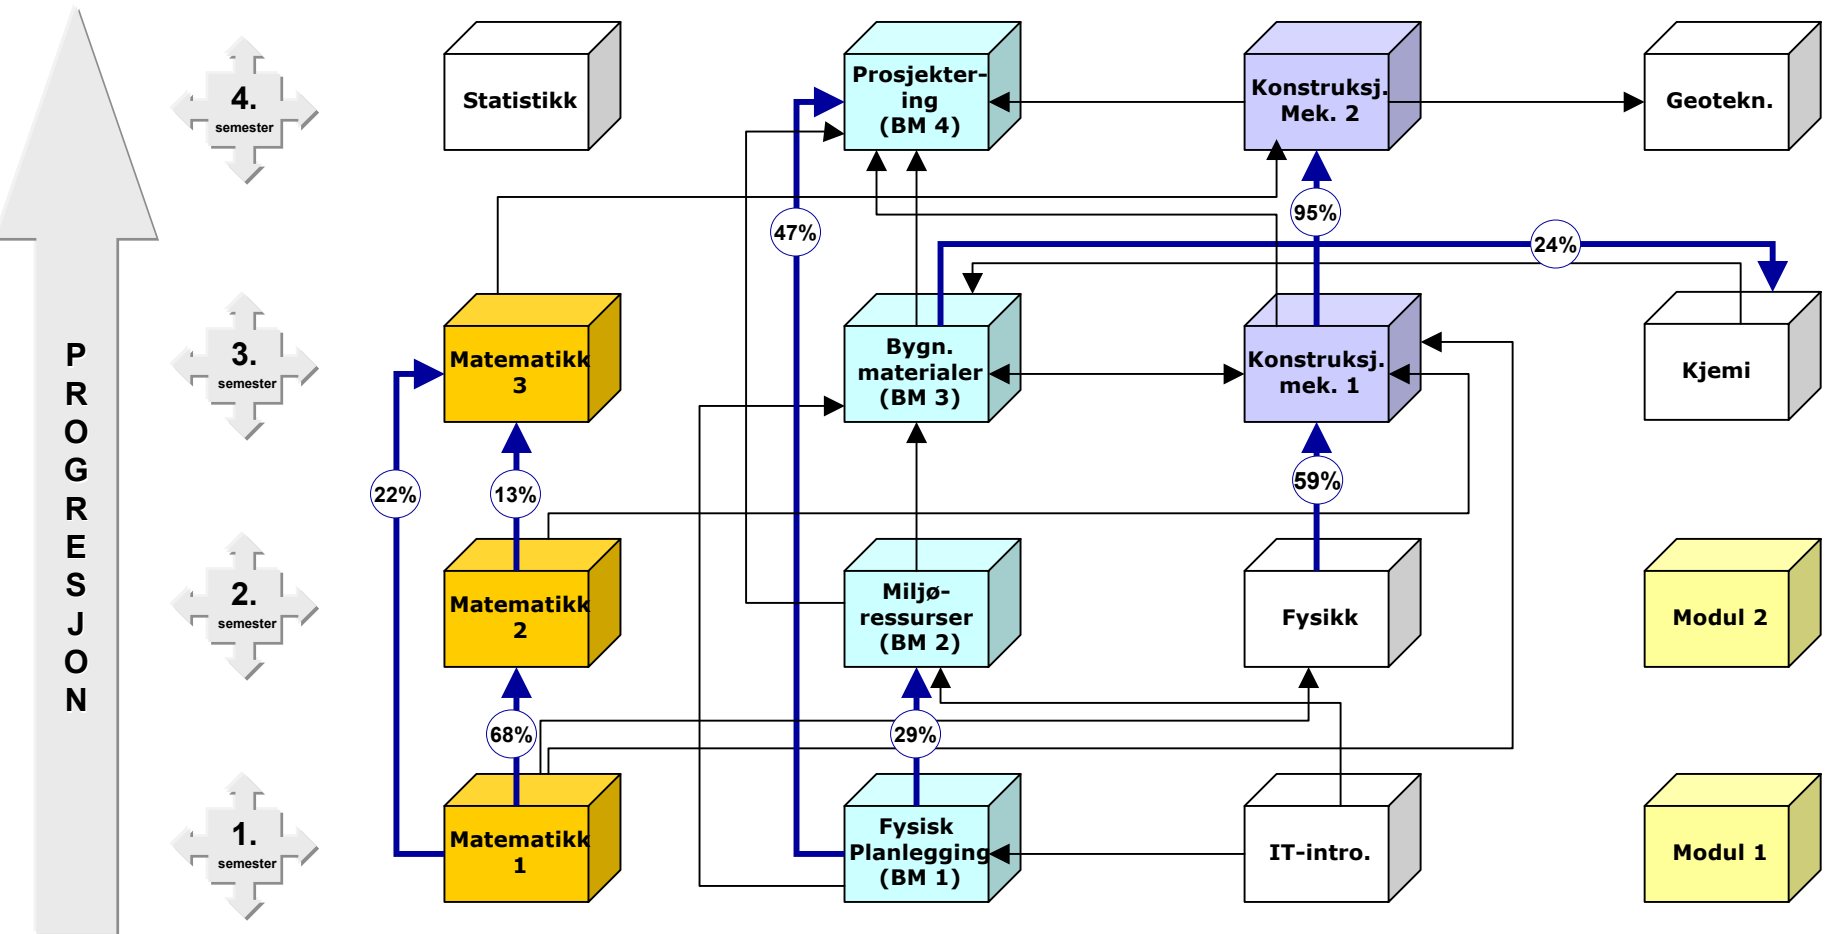 4.
semester
Statistikk
Prosjekter-
ing
(BM 4)
Konstruksj.
Mek. 2
Geotekn.
47%
95%
24%
P
R
O
G
R
E
S
J
O
N
3.
semester
Matematikk
3
Bygn.
materialer
(BM 3)
Konstruksj.
mek. 1
Kjemi
22%
13%
59%
2.
semester
Matematikk
2
Miljø-
ressurser
(BM 2)
Fysikk
Modul 2
68%
29%
1.
semester
Matematikk
1
Fysisk
Planlegging
(BM 1)
IT-intro.
Modul 1